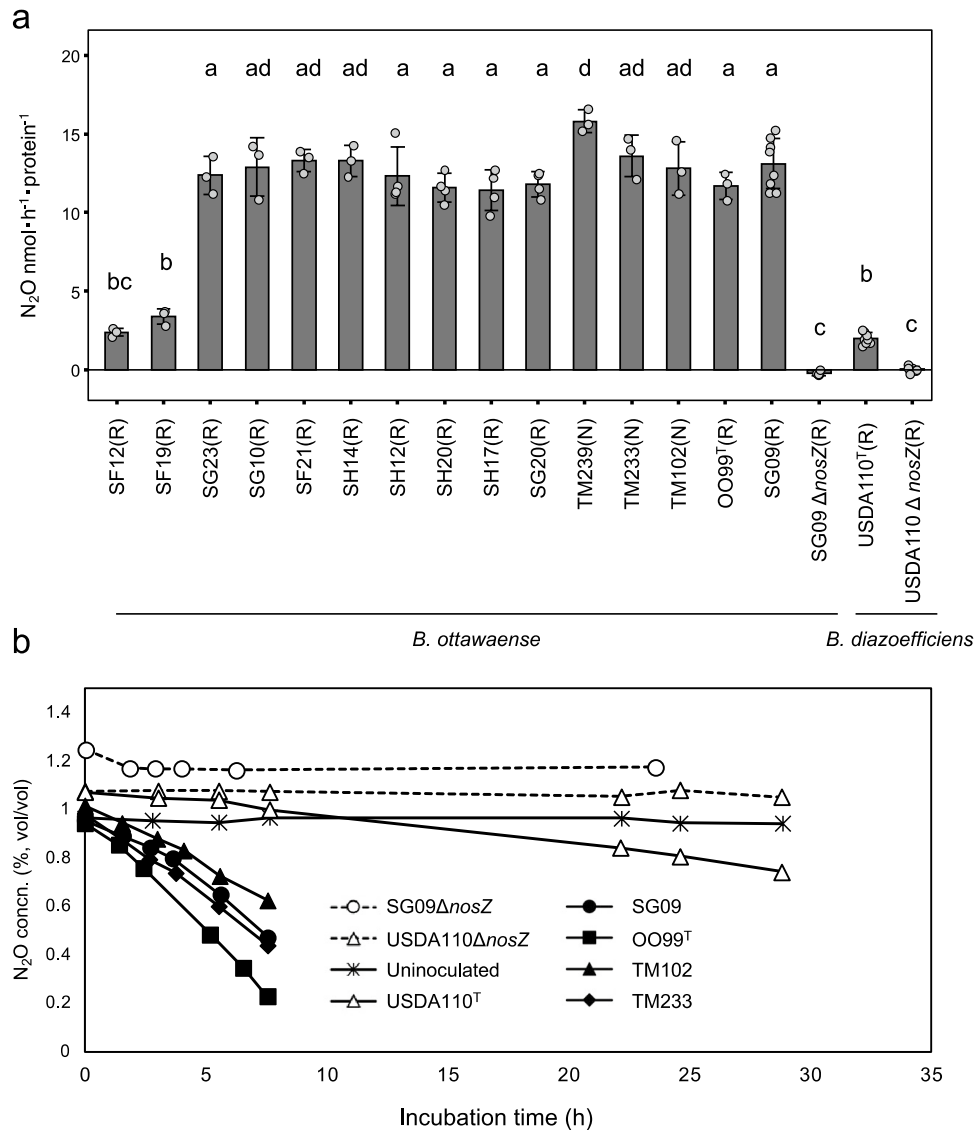 a
N₂O nmol·h⁻¹·protein⁻¹
20
15
10
5
0
bc
b
a
ad
ad
ad
a
a
a
a
d
ad
ad
a
a
c
b
c
SF12(R)
SF19(R)
SG23(R)
SG10(R)
SF21(R)
SH14(R)
SH12(R)
SH20(R)
SH17(R)
SG20(R)
TM239(N)
TM233(N)
TM102(N)
OO99ᵀ(R)
SG09(R)
SG09 ΔnosZ(R)
USDA110ᵀ(R)
USDA110 Δ nosZ(R)
B. ottawaense
B. diazoefficiens
b
N₂O concn. (%, vol/vol)
1.4
1.2
1
0.8
0.6
0.4
0.2
0
SG09ΔnosZ
USDA110ΔnosZ
Uninoculated
USDA110ᵀ
SG09
OO99ᵀ
TM102
TM233
0 5 10 15 20 25 30 35
Incubation time (h)